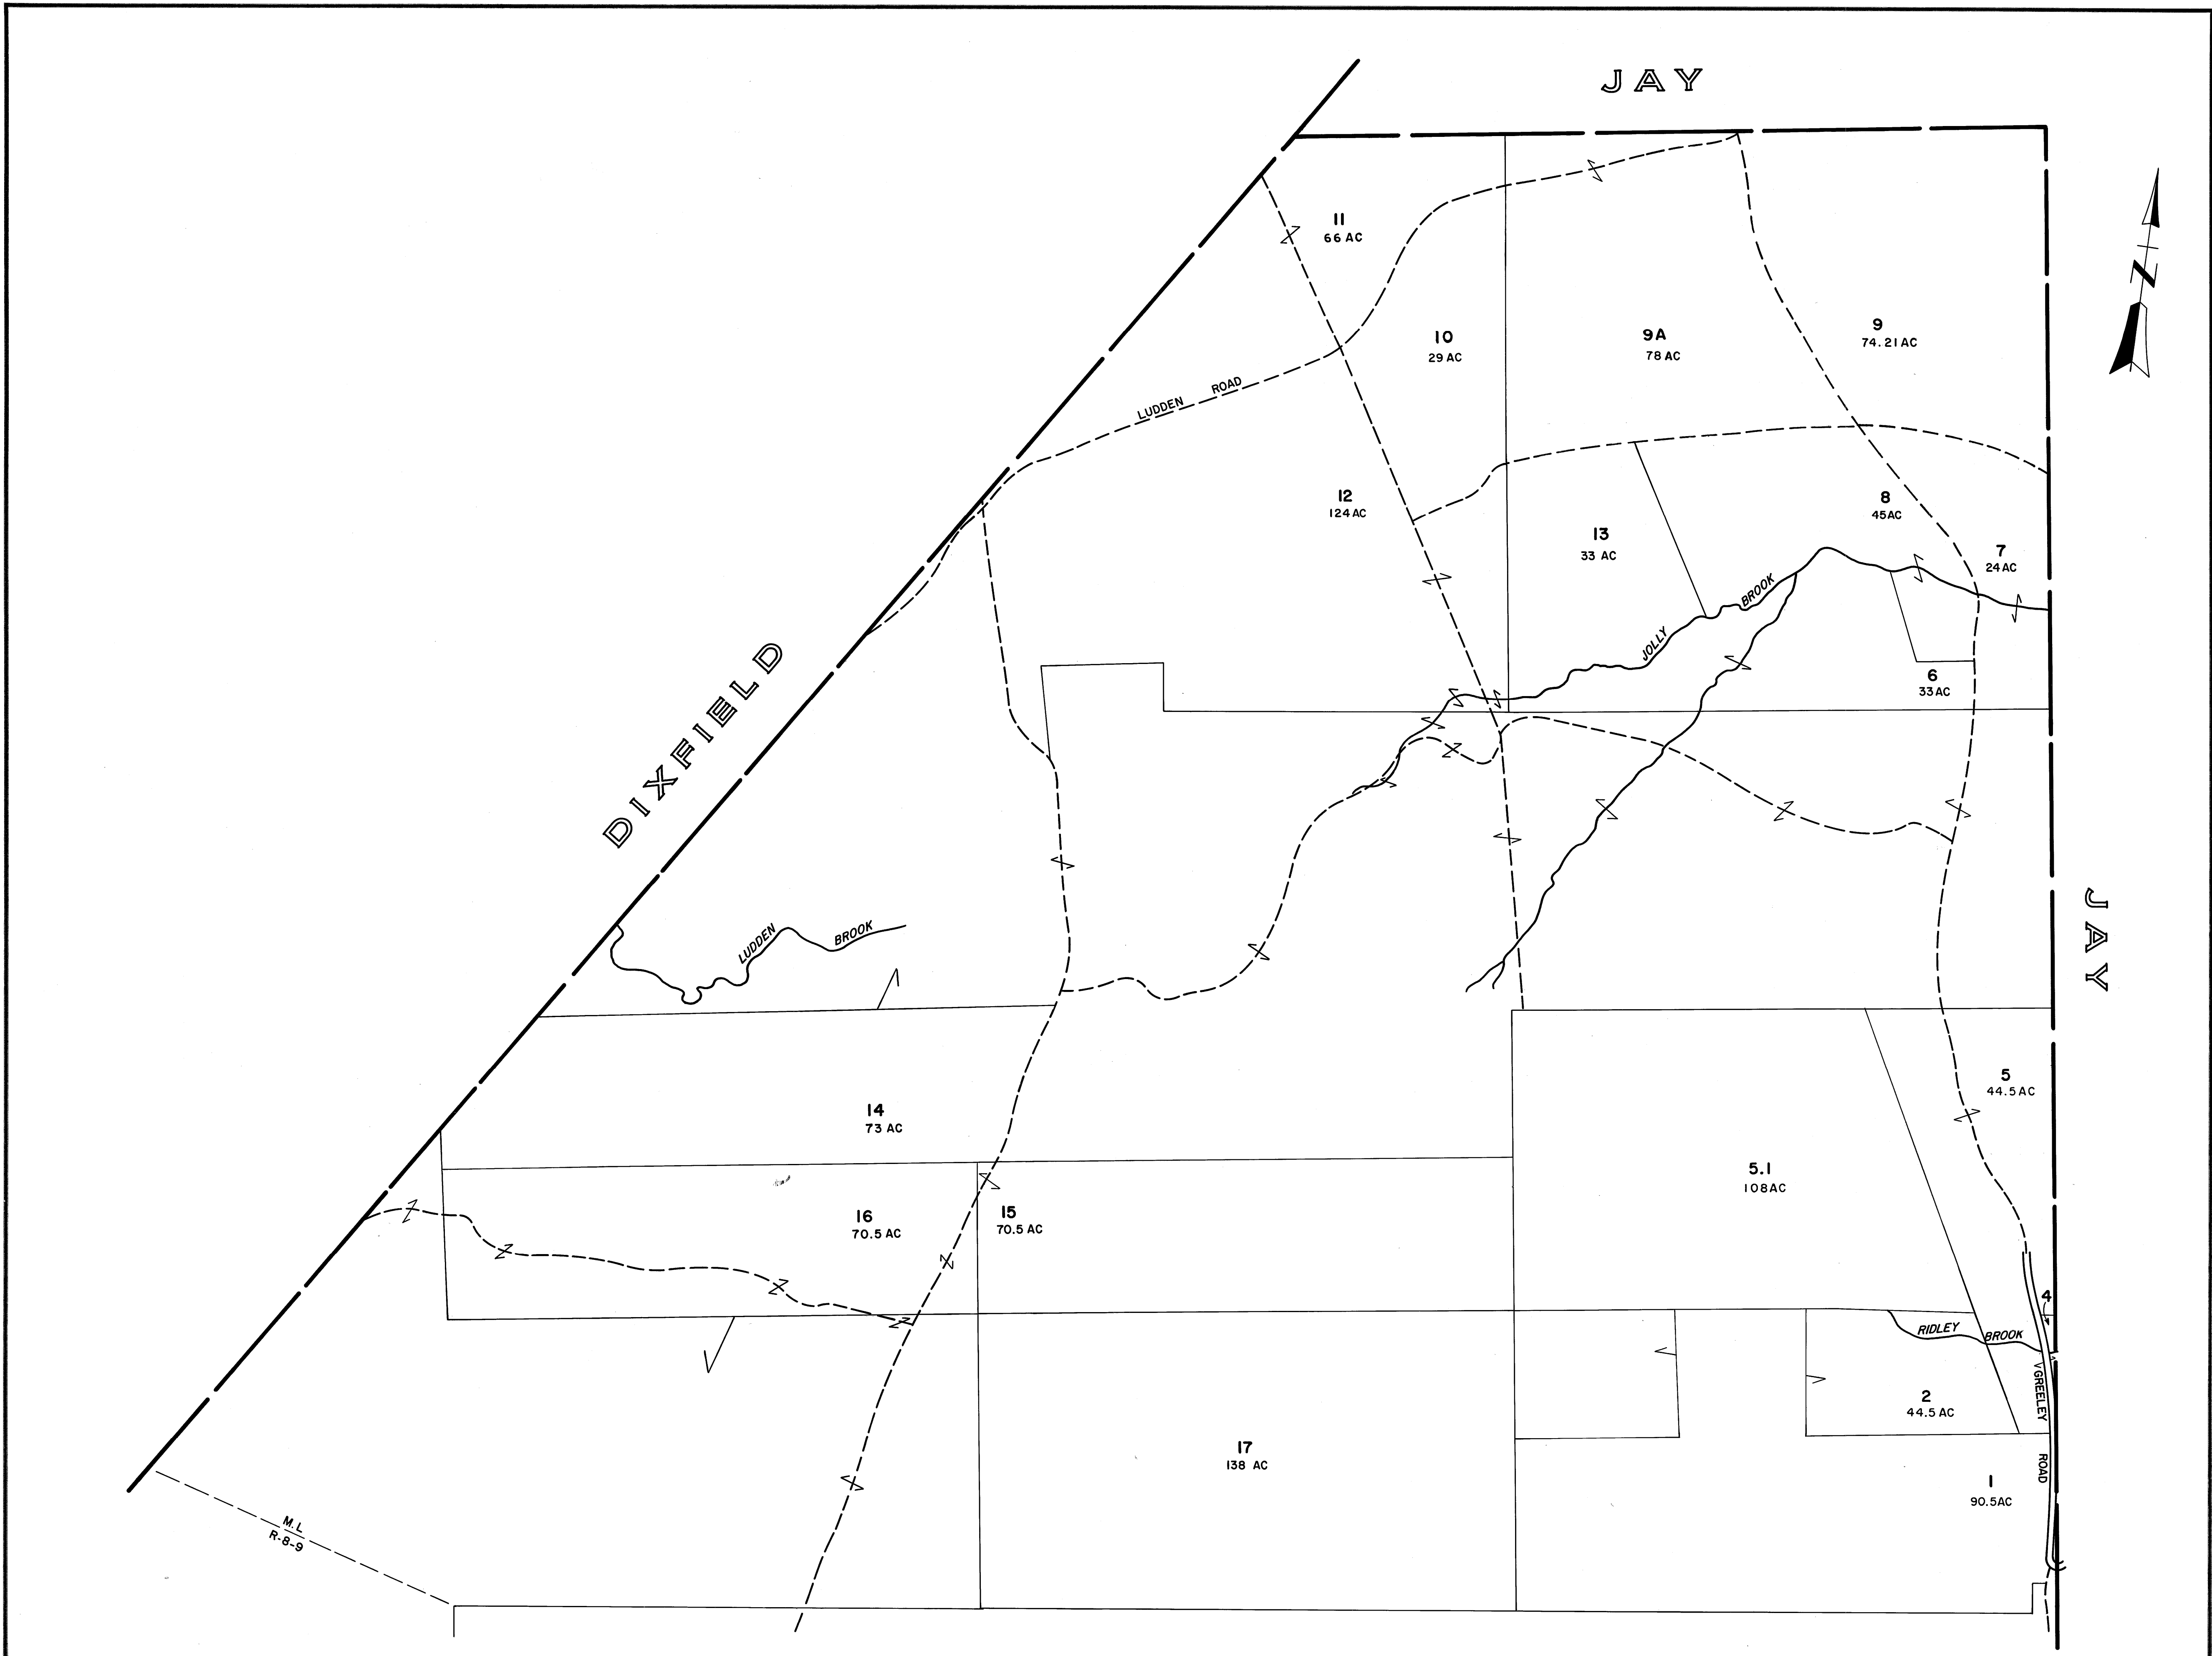 JAY
11
66 AC
10
29 AC
9A
78 AC
9
74.21 AC
LUDDEN ROAD
12
124 AC
13
33 AC
8
45 AC
7
24 AC
JOLLY BROOK
6
33 AC
DIXFIELD
LUDDEN BROOK
JAY
5
44.5 AC
14
73 AC
5.1
108 AC
16
70.5 AC
15
70.5 AC
4
RIDLEY BROOK
GREELEY ROAD
2
44.5 AC
17
138 AC
1
90.5 AC
M.L.
R-8-9
N